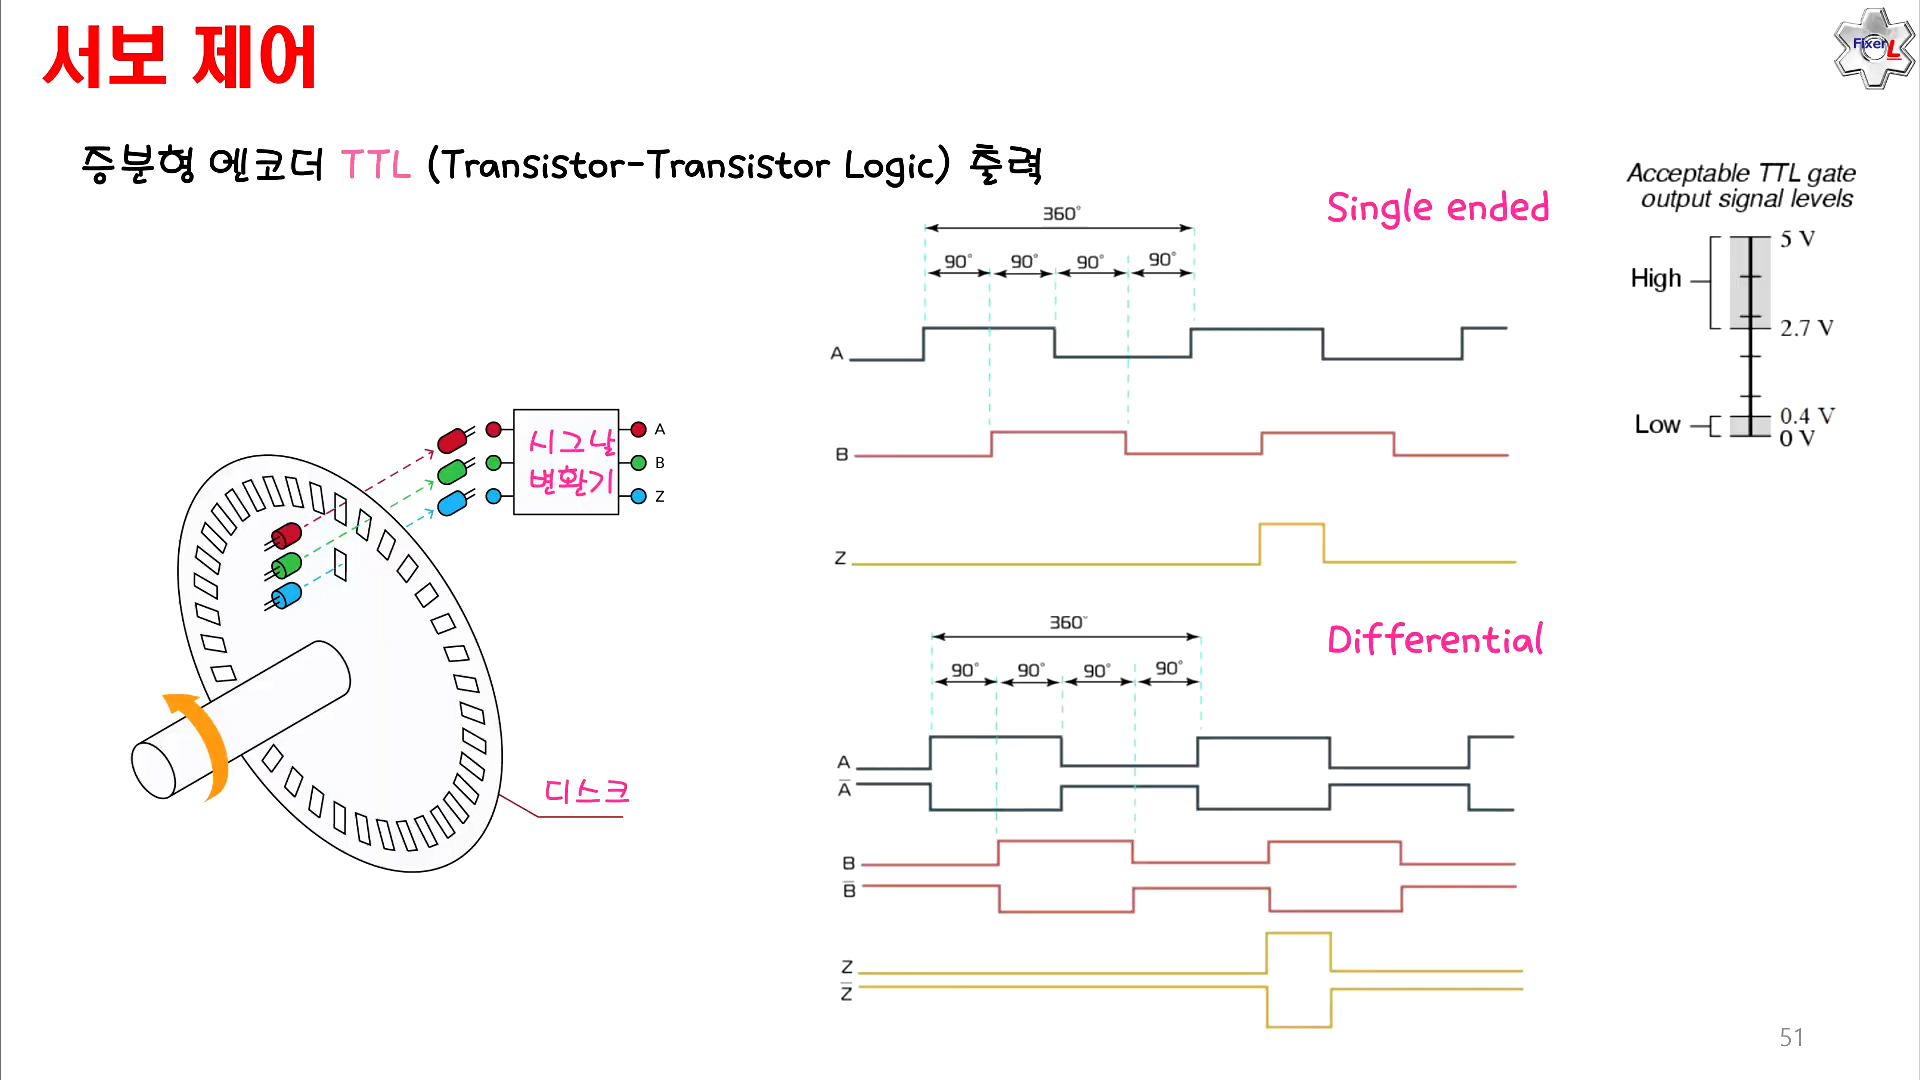 서보 제어
Fixer L
증분형 엔코더 TTL (Transistor-Transistor Logic) 출력
Single ended
360°
90° 90° 90° 90°
A
B
Z
Acceptable TTL gate
output signal levels
High
5 V
2.7 V
Low
0.4 V
0 V
시그날
변환기
A
B
Z
디스크
Differential
360°
90° 90° 90° 90°
A
A̅
B
B̅
Z
Z̅
51